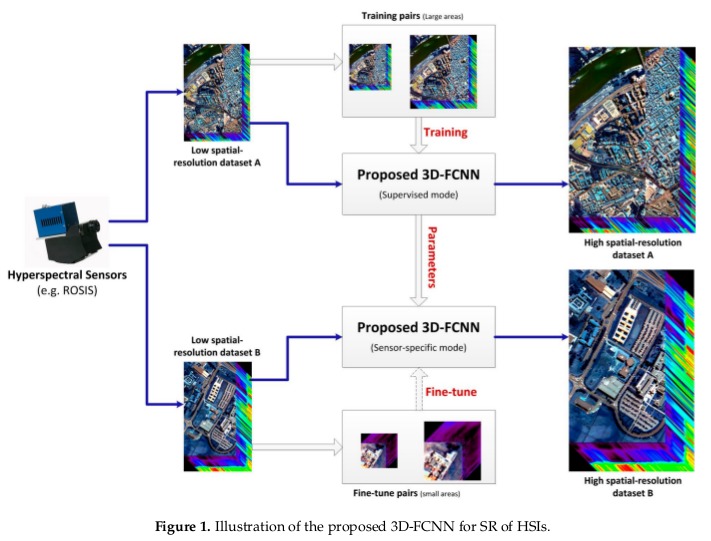 Training pairs (Large areas)
Training
Low spatial-
resolution dataset A
Proposed 3D-FCNN
(Supervised mode)
High spatial-resolution
dataset A
Hyperspectral Sensors
(e.g. ROSIS)
Parameters
Low spatial-
resolution dataset B
Proposed 3D-FCNN
(Sensor-specific mode)
Fine-tune
High spatial-resolution
dataset B
Fine-tune pairs (small areas)
Figure 1. Illustration of the proposed 3D-FCNN for SR of HSIs.